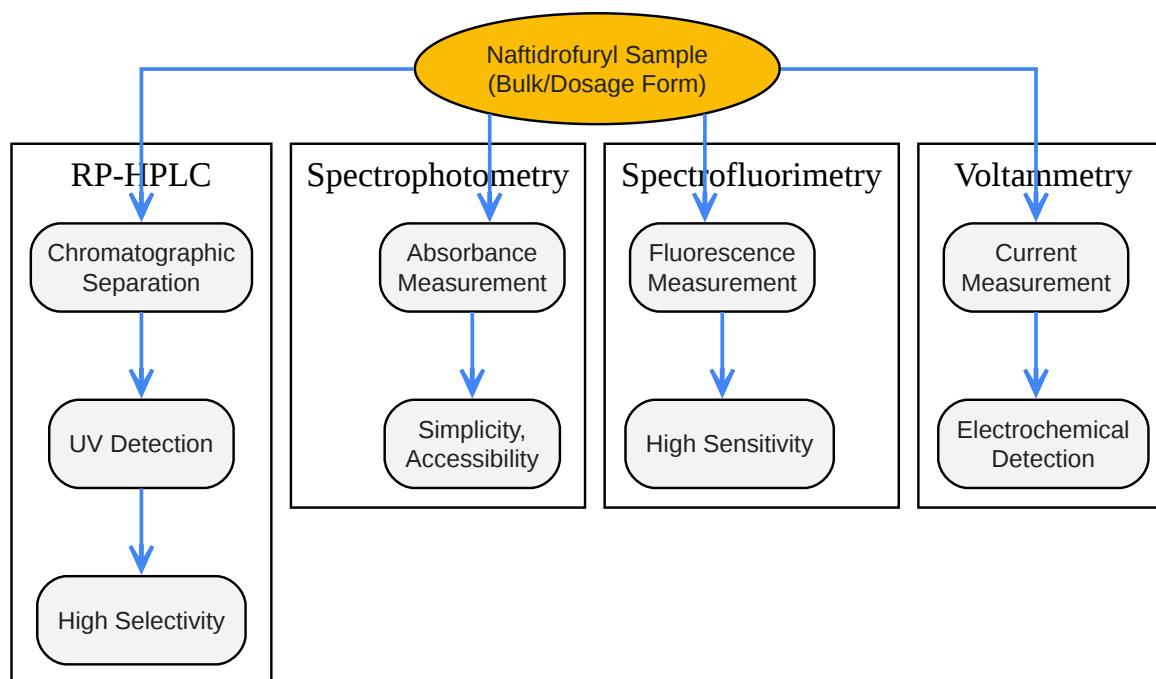 Naftidrofuryl Sample
(Bulk/Dosage Form)
RP-HPLC
Chromatographic
Separation
UV Detection
High Selectivity
Spectrophotometry
Absorbance
Measurement
Simplicity,
Accessibility
Spectrofluorimetry
Fluorescence
Measurement
High Sensitivity
Voltammetry
Current
Measurement
Electrochemical
Detection